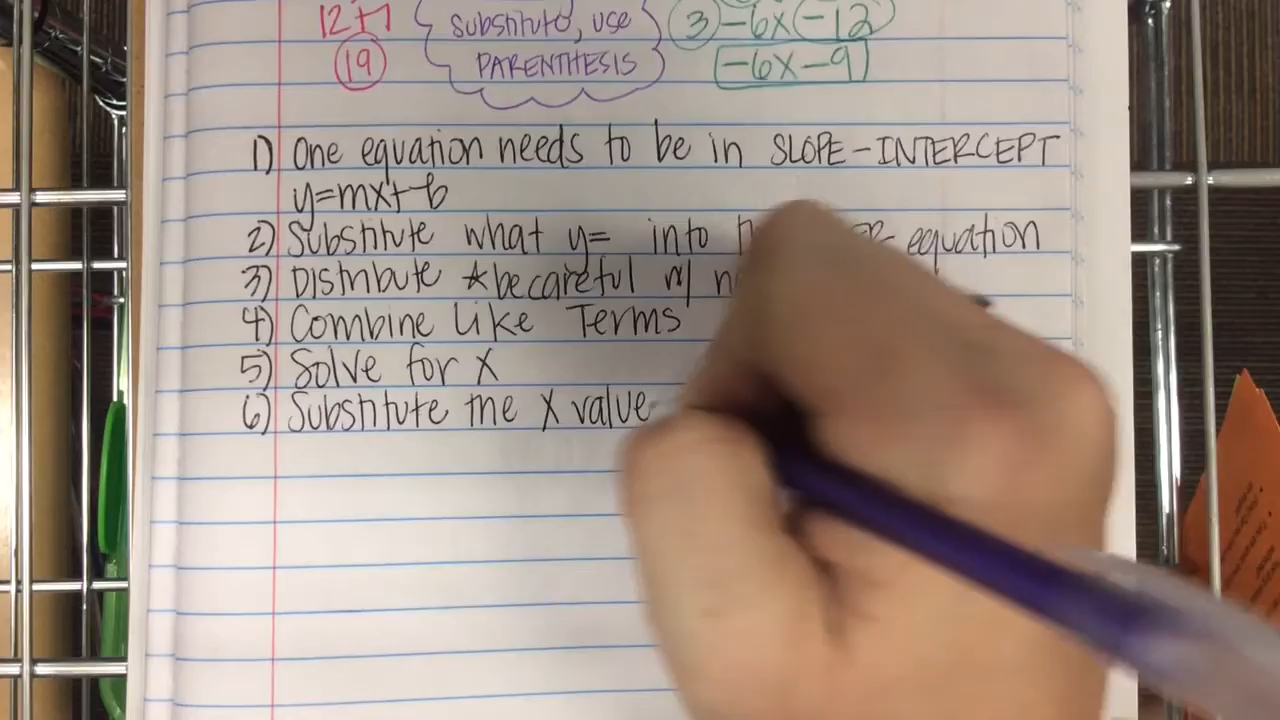 12+7
19
substitute, use
PARENTHESIS
3 -6x -12
-6x-9
1) One equation needs to be in SLOPE-INTERCEPT
y=mx+b
2) Substitute what y= into equation
3) Distribute *be careful w/
4) Combine Like Terms
5) Solve for X
6) Substitute the X value